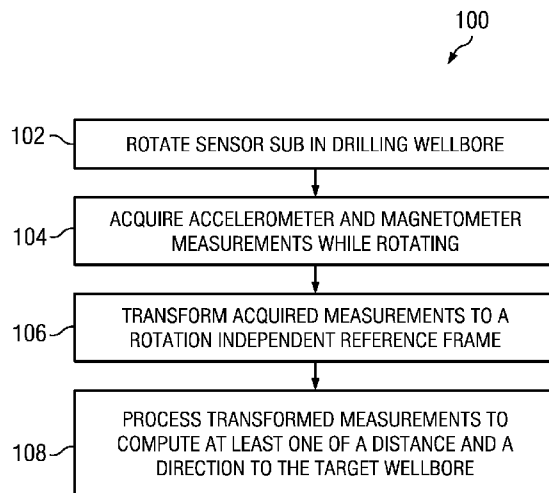 100
102
ROTATE SENSOR SUB IN DRILLING WELLBORE
104
ACQUIRE ACCELEROMETER AND MAGNETOMETER
MEASUREMENTS WHILE ROTATING
106
TRANSFORM ACQUIRED MEASUREMENTS TO A
ROTATION INDEPENDENT REFERENCE FRAME
108
PROCESS TRANSFORMED MEASUREMENTS TO
COMPUTE AT LEAST ONE OF A DISTANCE AND A
DIRECTION TO THE TARGET WELLBORE